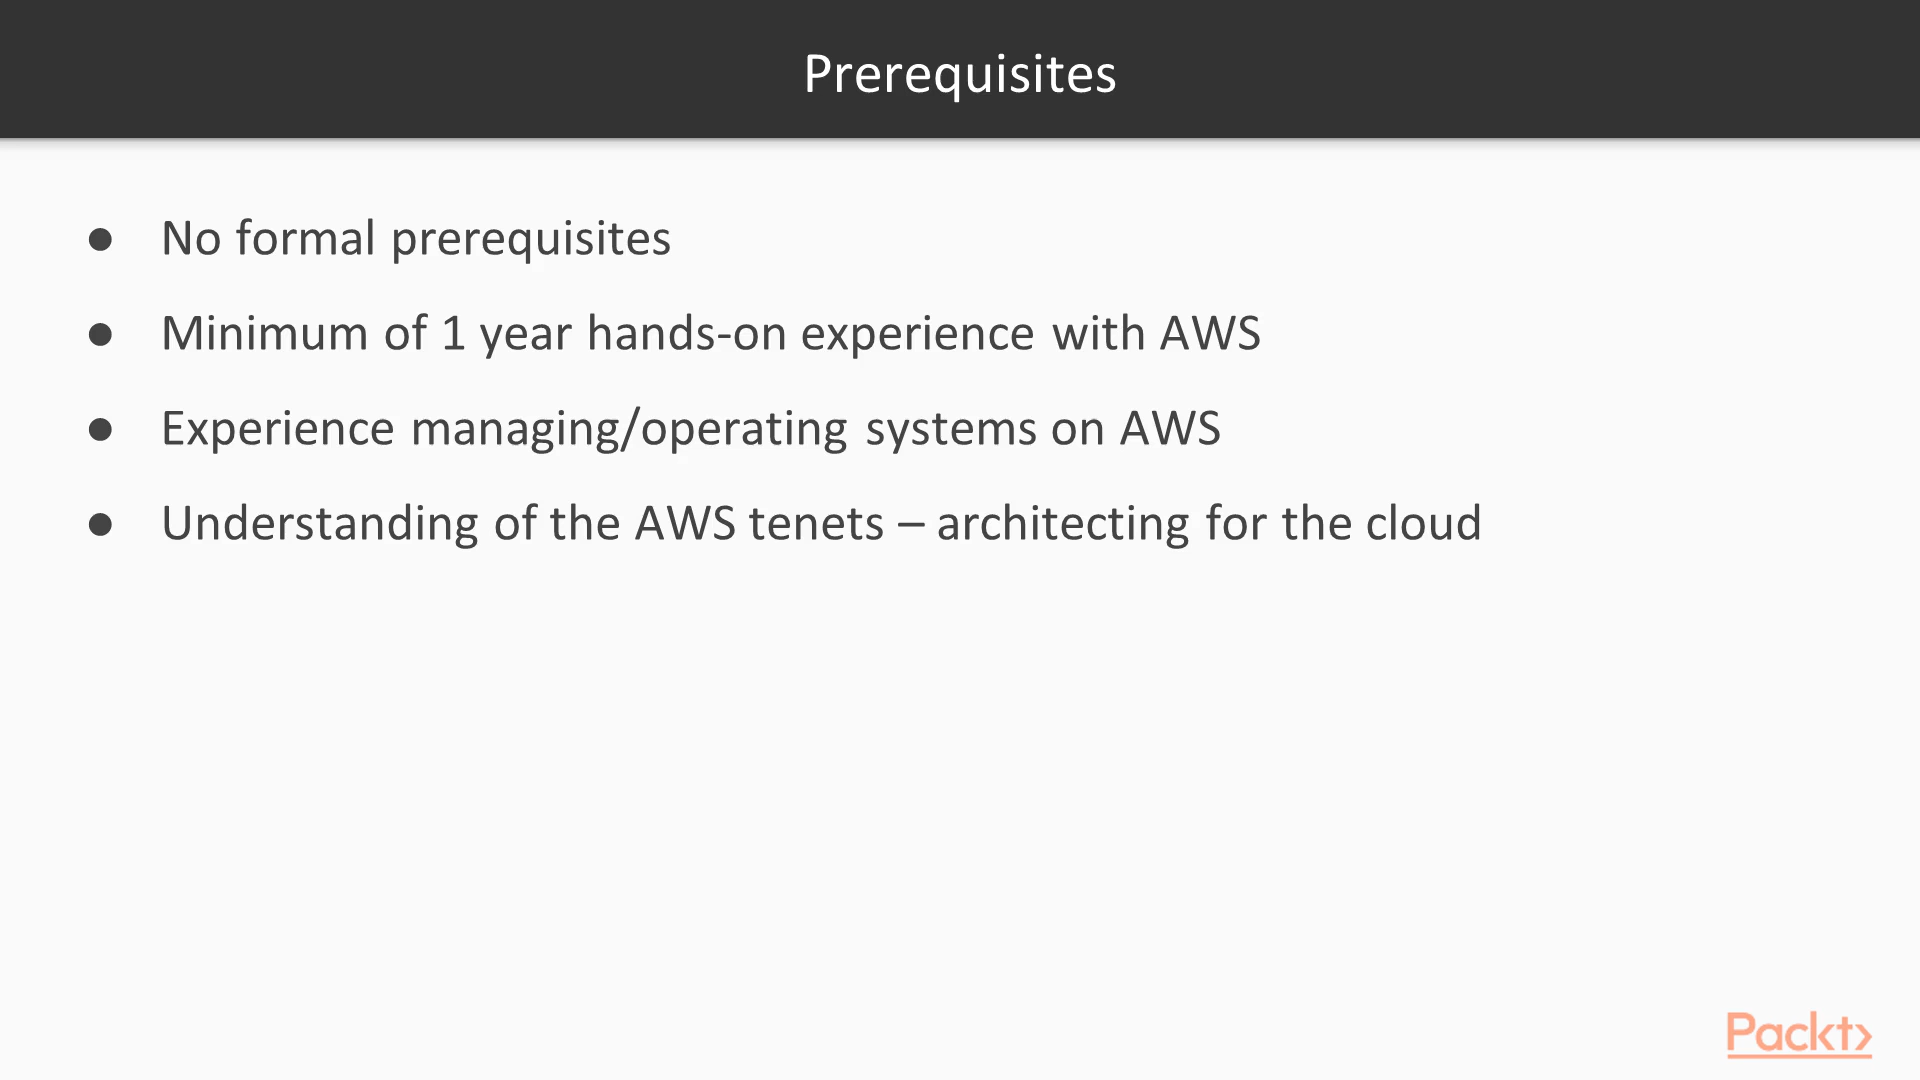 Prerequisites
● No formal prerequisites
● Minimum of 1 year hands-on experience with AWS
● Experience managing/operating systems on AWS
● Understanding of the AWS tenets – architecting for the cloud
Packt>